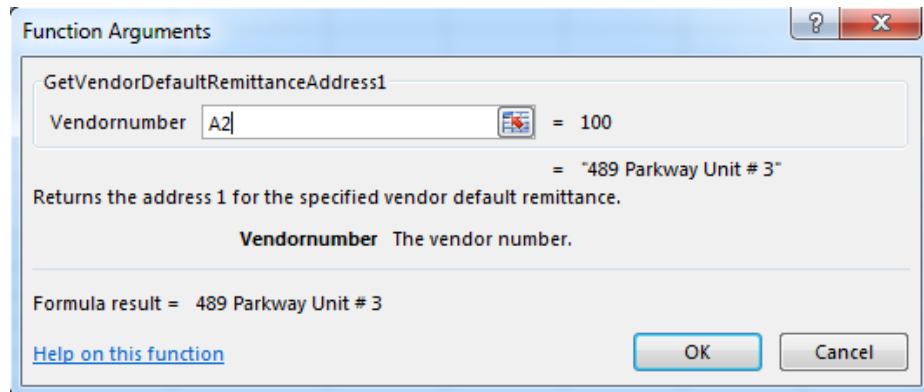 Function Arguments
GetVendorDefaultRemittanceAddress1
Vendornumber A2 = 100
= "489 Parkway Unit # 3"
Returns the address 1 for the specified vendor default remittance.
Vendornumber The vendor number.
Formula result = 489 Parkway Unit # 3
Help on this function OK Cancel